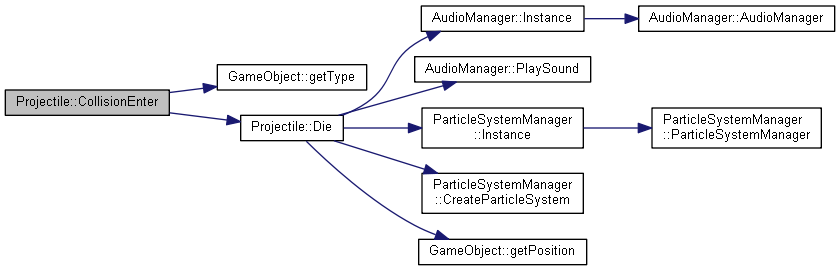 AudioManager::Instance
AudioManager::AudioManager
GameObject::getType
AudioManager::PlaySound
Projectile::CollisionEnter
Projectile::Die
ParticleSystemManager
::Instance
ParticleSystemManager
::ParticleSystemManager
ParticleSystemManager
::CreateParticleSystem
GameObject::getPosition